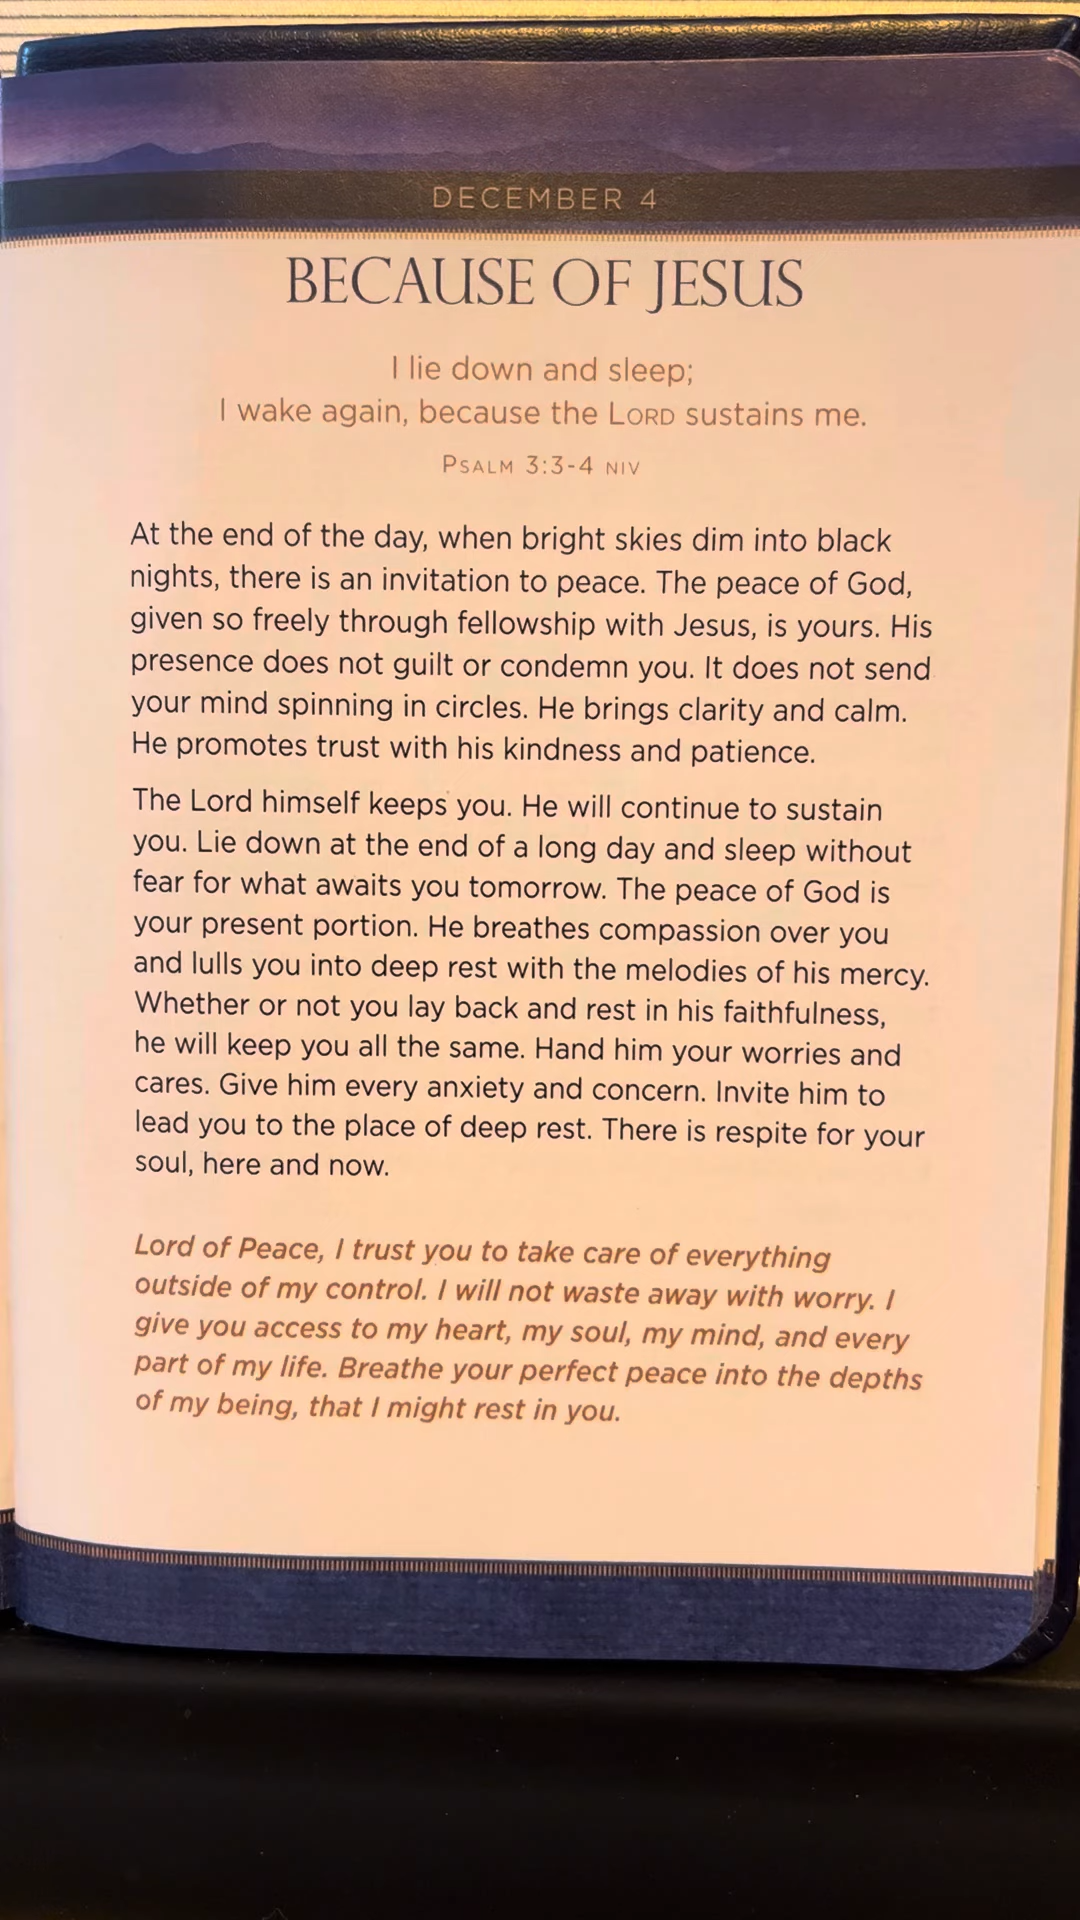 DECEMBER 4
BECAUSE OF JESUS
I lie down and sleep;
I wake again, because the LORD sustains me.
PSALM 3:3-4 NIV
At the end of the day, when bright skies dim into black
nights, there is an invitation to peace. The peace of God,
given so freely through fellowship with Jesus, is yours. His
presence does not guilt or condemn you. It does not send
your mind spinning in circles. He brings clarity and calm.
He promotes trust with his kindness and patience.
The Lord himself keeps you. He will continue to sustain
you. Lie down at the end of a long day and sleep without
fear for what awaits you tomorrow. The peace of God is
your present portion. He breathes compassion over you
and lulls you into deep rest with the melodies of his mercy.
Whether or not you lay back and rest in his faithfulness,
he will keep you all the same. Hand him your worries and
cares. Give him every anxiety and concern. Invite him to
lead you to the place of deep rest. There is respite for your
soul, here and now.
Lord of Peace, I trust you to take care of everything
outside of my control. I will not waste away with worry. I
give you access to my heart, my soul, my mind, and every
part of my life. Breathe your perfect peace into the depths
of my being, that I might rest in you.